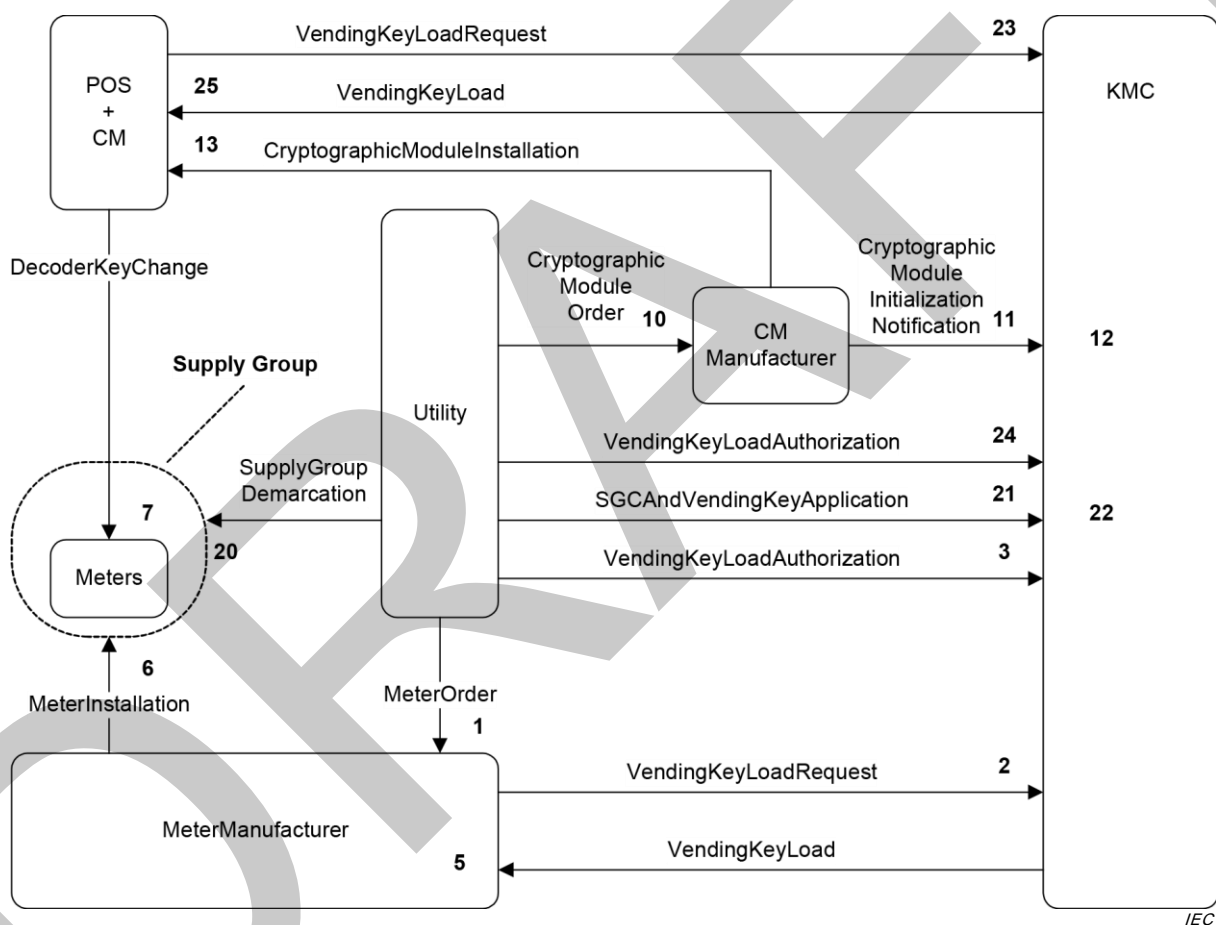 VendingKeyLoadRequest
23
POS
+
CM
25
VendingKeyLoad
KMC
13
CryptographicModuleInstallation
DecoderKeyChange
Cryptographic
Module
Order
10
CM
Manufacturer
Cryptographic
Module
Initialization
Notification
11
12
Supply Group
Utility
VendingKeyLoadAuthorization
24
SupplyGroup
Demarcation
SGCAndVendingKeyApplication
21
22
7
20
Meters
VendingKeyLoadAuthorization
3
6
MeterInstallation
MeterOrder
1
VendingKeyLoadRequest
2
MeterManufacturer
5
VendingKeyLoad
IEC